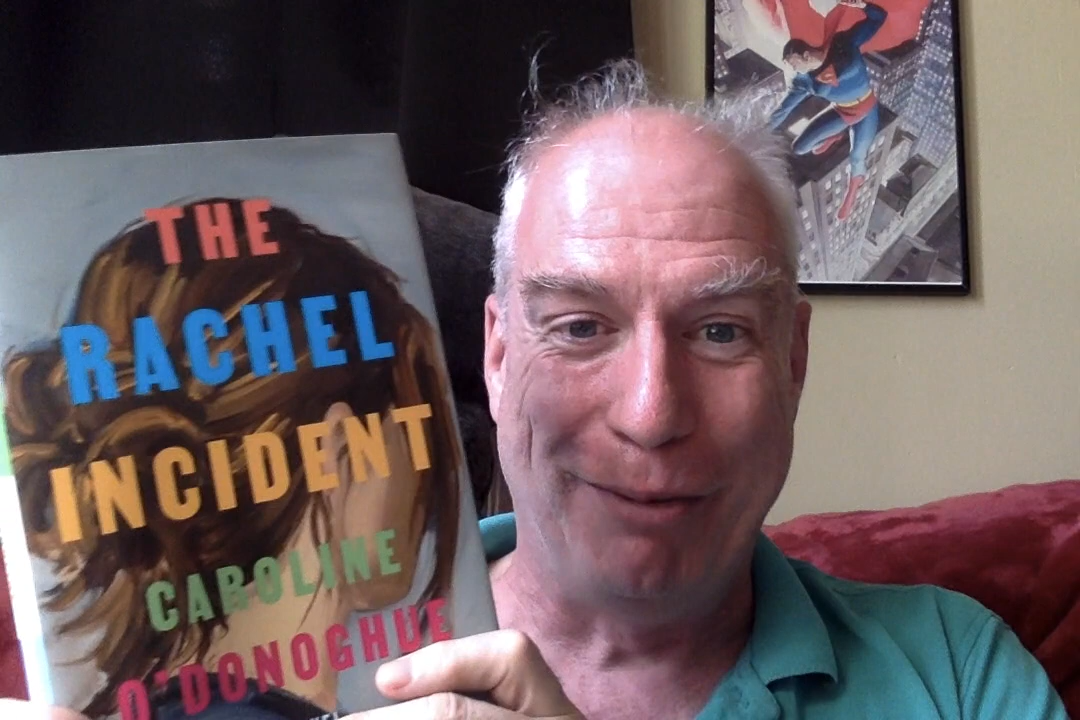 THE
RACHEL
INCIDENT
CAROLINE
O'DONOGHUE